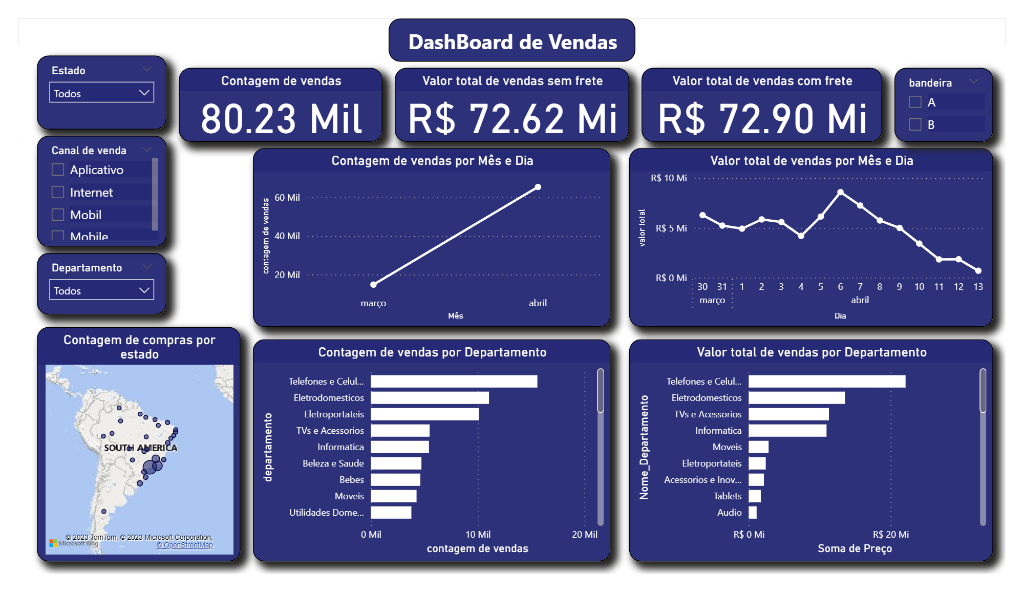 DashBoard de Vendas
Estado
Todos
Contagem de vendas
80.23 Mil
Valor total de vendas sem frete
R$ 72.62 Mi
Valor total de vendas com frete
R$ 72.90 Mi
bandeira
A
B
Canal de venda
Aplicativo
Internet
Mobil
Mobile
Departamento
Todos
Contagem de vendas por Mês e Dia
contagem de vendas
60 Mil
40 Mil
20 Mil
março
abril
Mês
Valor total de vendas por Mês e Dia
valor total
R$ 10 Mi
R$ 5 Mi
R$ 0 Mi
30 31 1 2 3 4 5 6 7 8 9 10 11 12 13
março abril
Dia
Contagem de compras por
estado
SOUTH AMERICA
© 2023 TomTom, © 2023 Microsoft Corporation,
Microsoft Bing
© OpenStreetMap
Contagem de vendas por Departamento
departamento
Telefones e Celul...
Eletrodomesticos
Eletroportateis
TVs e Acessorios
Informatica
Beleza e Saude
Bebes
Moveis
Utilidades Dome...
0 Mil 10 Mil 20 Mil
contagem de vendas
Valor total de vendas por Departamento
Nome_Departamento
Telefones e Celul...
Eletrodomesticos
TVs e Acessorios
Informatica
Moveis
Eletroportateis
Acessorios e Inov...
Tablets
Audio
R$ 0 Mi R$ 20 Mi
Soma de Preço